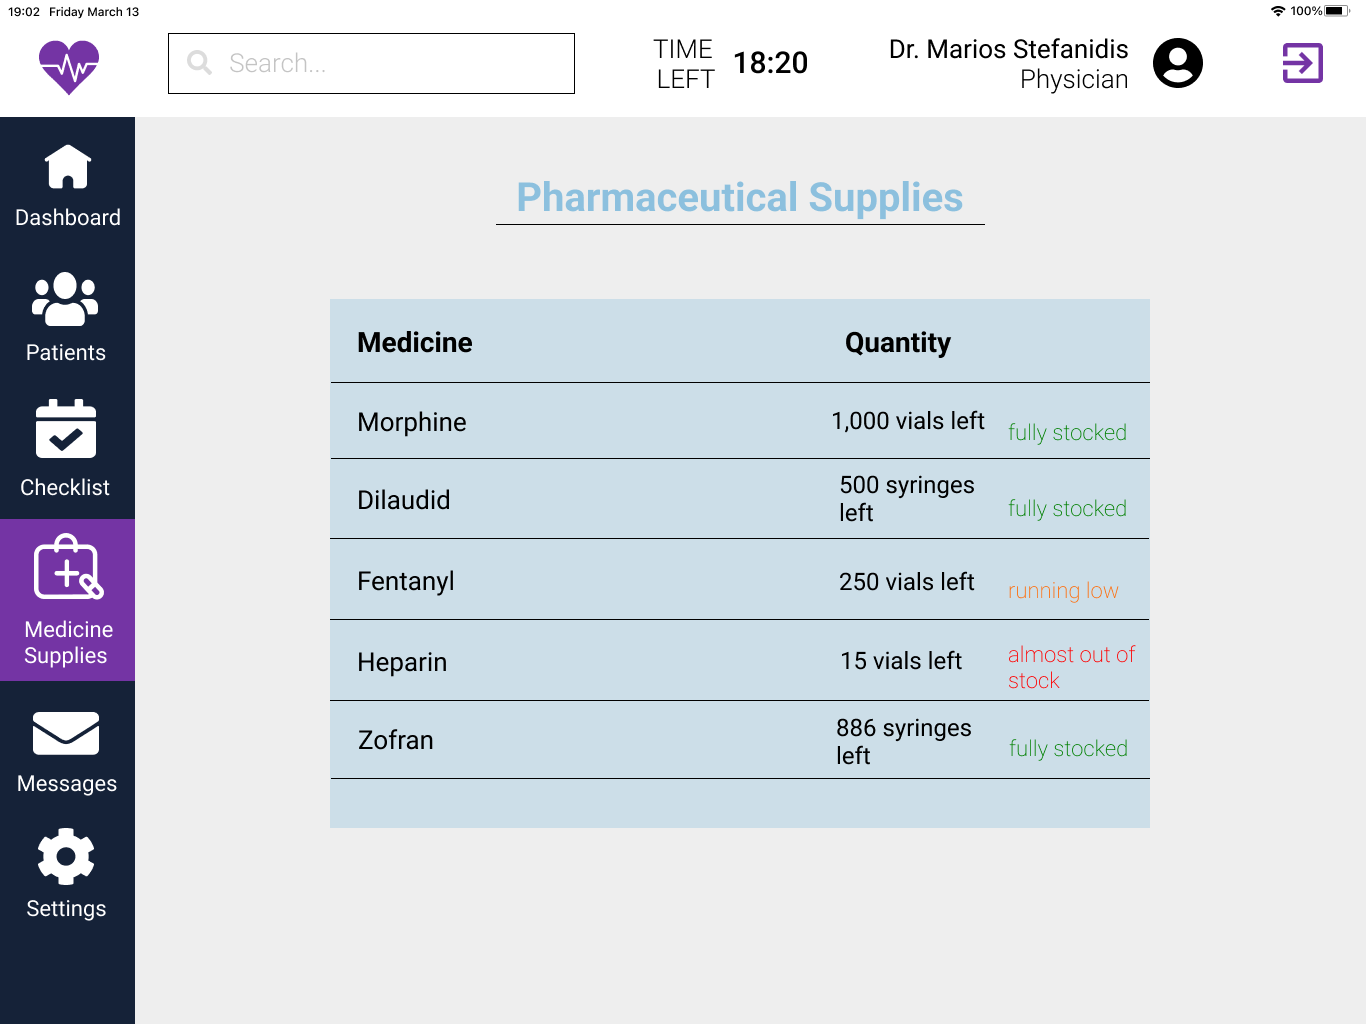 19:02 Friday March 13
100%
Search...
TIME
LEFT
18:20
Dr. Marios Stefanidis
Physician
Dashboard
Patients
Checklist
Medicine
Supplies
Messages
Settings
Pharmaceutical Supplies
Medicine Quantity
Morphine 1,000 vials left fully stocked
Dilaudid 500 syringes
left fully stocked
Fentanyl 250 vials left running low
Heparin 15 vials left almost out of
stock
Zofran 886 syringes
left fully stocked